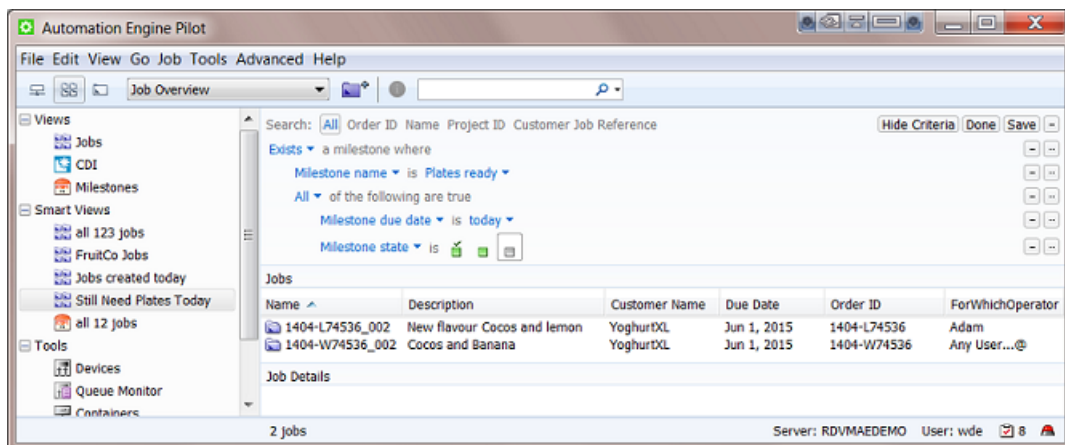 Automation Engine Pilot
File Edit View Go Job Tools Advanced Help
Job Overview
Views
Jobs
CDI
Milestones
Smart Views
all 123 jobs
FruitCo Jobs
Jobs created today
Still Need Plates Today
all 12 jobs
Tools
Devices
Queue Monitor
Containers
Search: All Order ID Name Project ID Customer Job Reference Hide Criteria Done Save
Exists a milestone where
Milestone name is Plates ready
All of the following are true
Milestone due date is today
Milestone state is
Jobs
Name Description Customer Name Due Date Order ID ForWhichOperator
1404-L74536_002 New flavour Cocos and lemon YoghurtXL Jun 1, 2015 1404-L74536 Adam
1404-W74536_002 Cocos and Banana YoghurtXL Jun 1, 2015 1404-W74536 Any User...@
Job Details
2 jobs Server: RDVMAEDEMO User: wde 8